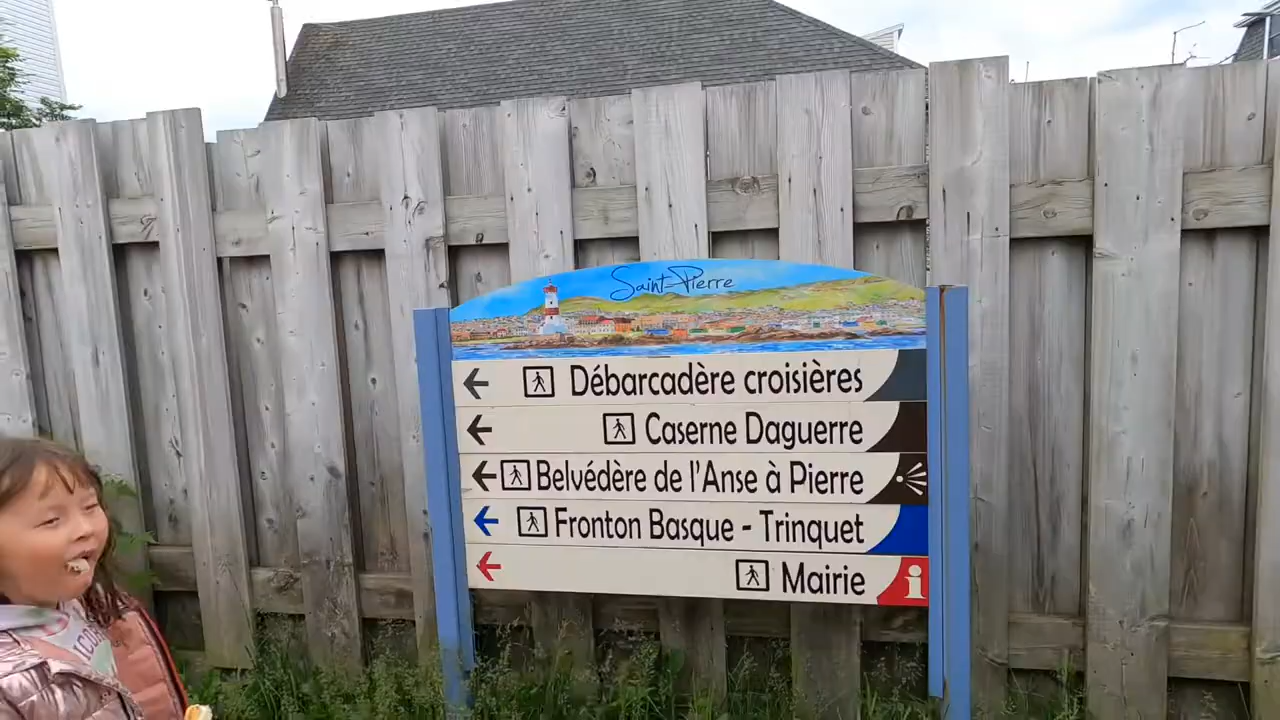 Saint-Pierre
Débarcadère croisières
Caserne Daguerre
Belvédère de l'Anse à Pierre
Fronton Basque - Trinquet
Mairie
i